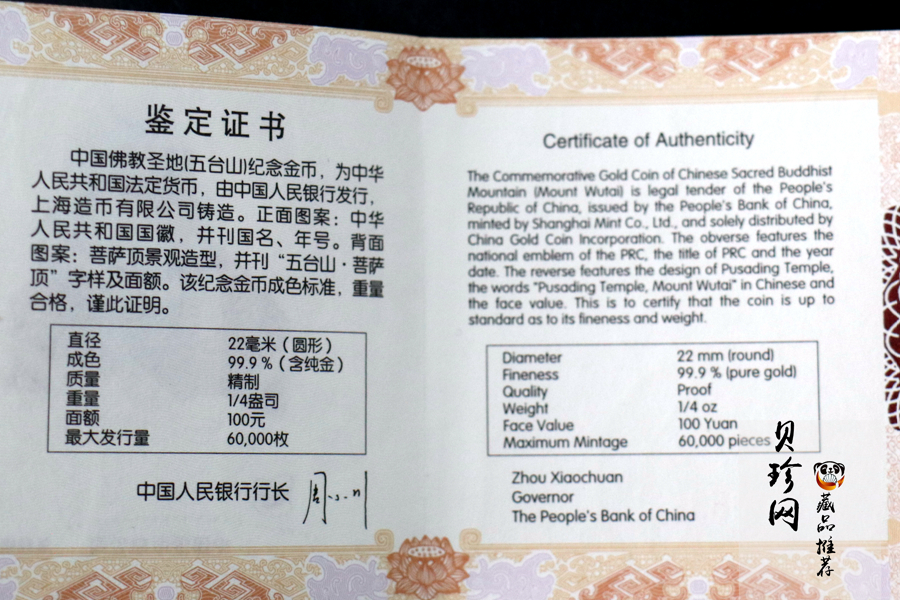 鉴定证书
中国佛教圣地(五台山)纪念金币，为中华
人民共和国法定货币，由中国人民银行发行，
上海造币有限公司铸造。正面图案：中华
人民共和国国徽，并刊国名、年号。背面
图案：菩萨顶景观造型，并刊“五台山·菩萨
顶”字样及面额。该纪念金币成色标准，重量
合格，谨此证明。
直径 22毫米（圆形）
成色 99.9％（含纯金）
质量 精制
重量 1/4盎司
面额 100元
最大发行量 60,000枚
中国人民银行行长 周小川
Certificate of Authenticity
The Commemorative Gold Coin of Chinese Sacred Buddhist
Mountain (Mount Wutai) is legal tender of the People's
Republic of China, issued by the People's Bank of China,
minted by Shanghai Mint Co., Ltd., and solely distributed by
China Gold Coin Incorporation. The obverse features the
national emblem of the PRC, the title of PRC and the year
date. The reverse features the design of Pusading Temple,
the words "Pusading Temple, Mount Wutai" in Chinese and
the face value. This is to certify that the coin is up to
standard as to its fineness and weight.
Diameter 22 mm (round)
Fineness 99.9 % (pure gold)
Quality Proof
Weight 1/4 oz
Face Value 100 Yuan
Maximum Mintage 60,000 pieces
Zhou Xiaochuan
Governor
The People's Bank of China
贝珍网
藏品推荐